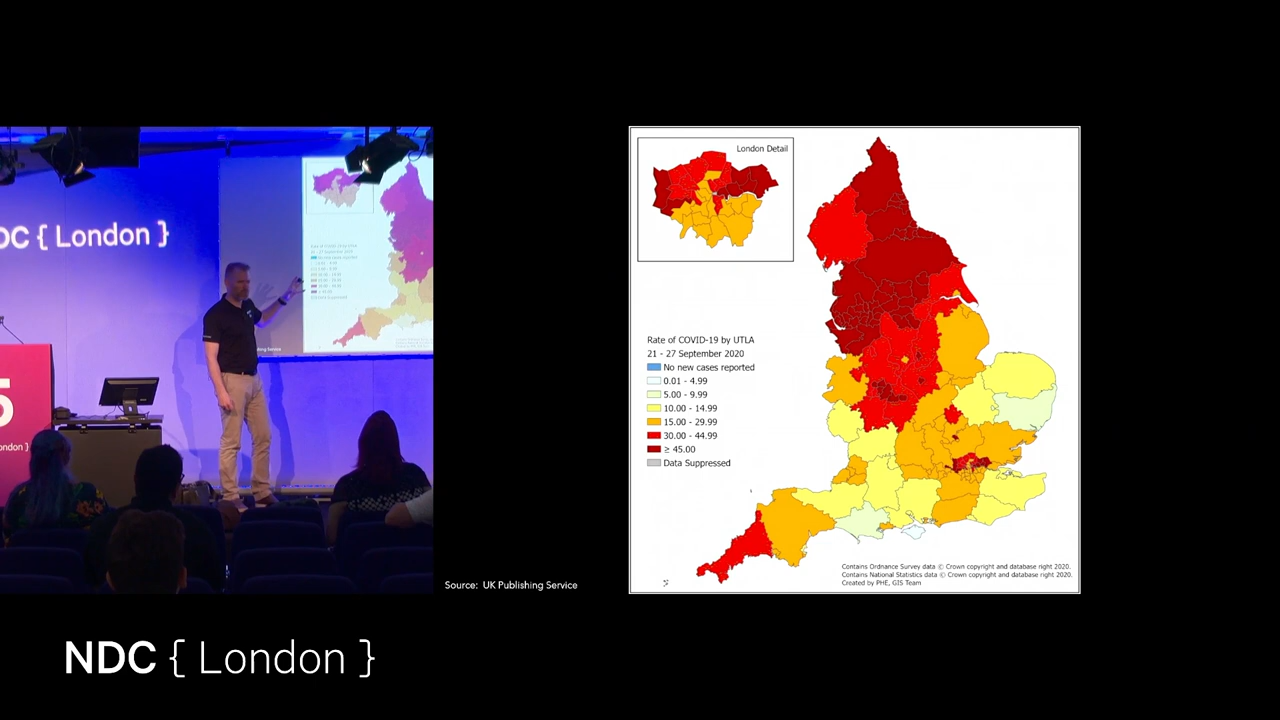 DC { London }
5
ondon }
Source: UK Publishing Service
London Detail
Rate of COVID-19 by UTLA
21 - 27 September 2020
No new cases reported
0.01 - 4.99
5.00 - 9.99
10.00 - 14.99
15.00 - 29.99
30.00 - 44.99
≥ 45.00
Data Suppressed
Contains Ordnance Survey data © Crown copyright and database right 2020.
Contains National Statistics data © Crown copyright and database right 2020.
Created by PHE, GIS Team
NDC { London }